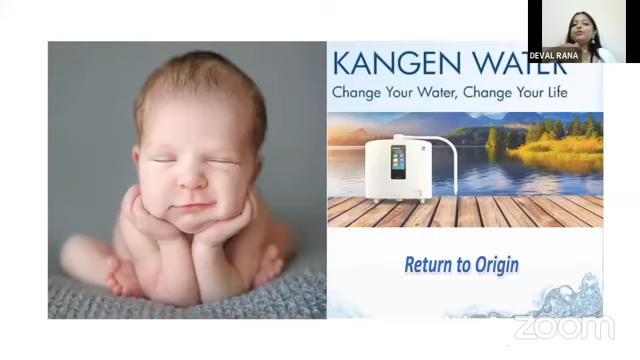 DEVAL RANA
KANGEN WATER
Change Your Water, Change Your Life
Return to Origin
zoom